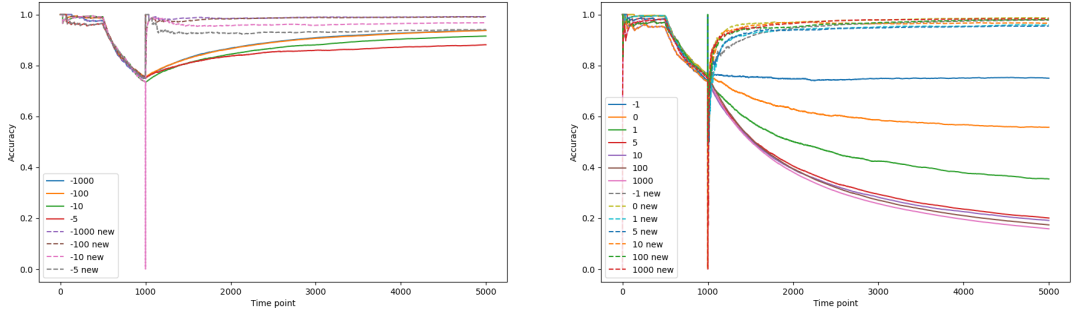 1.0
0.8
0.6
0.4
0.2
0.0
Accuracy
-1000
-100
-10
-5
-1000 new
-100 new
-10 new
-5 new
0
1000
2000
3000
4000
5000
Time point
1.0
0.8
0.6
0.4
0.2
0.0
Accuracy
-1
0
1
5
10
100
1000
-1 new
0 new
1 new
5 new
10 new
100 new
1000 new
0
1000
2000
3000
4000
5000
Time point